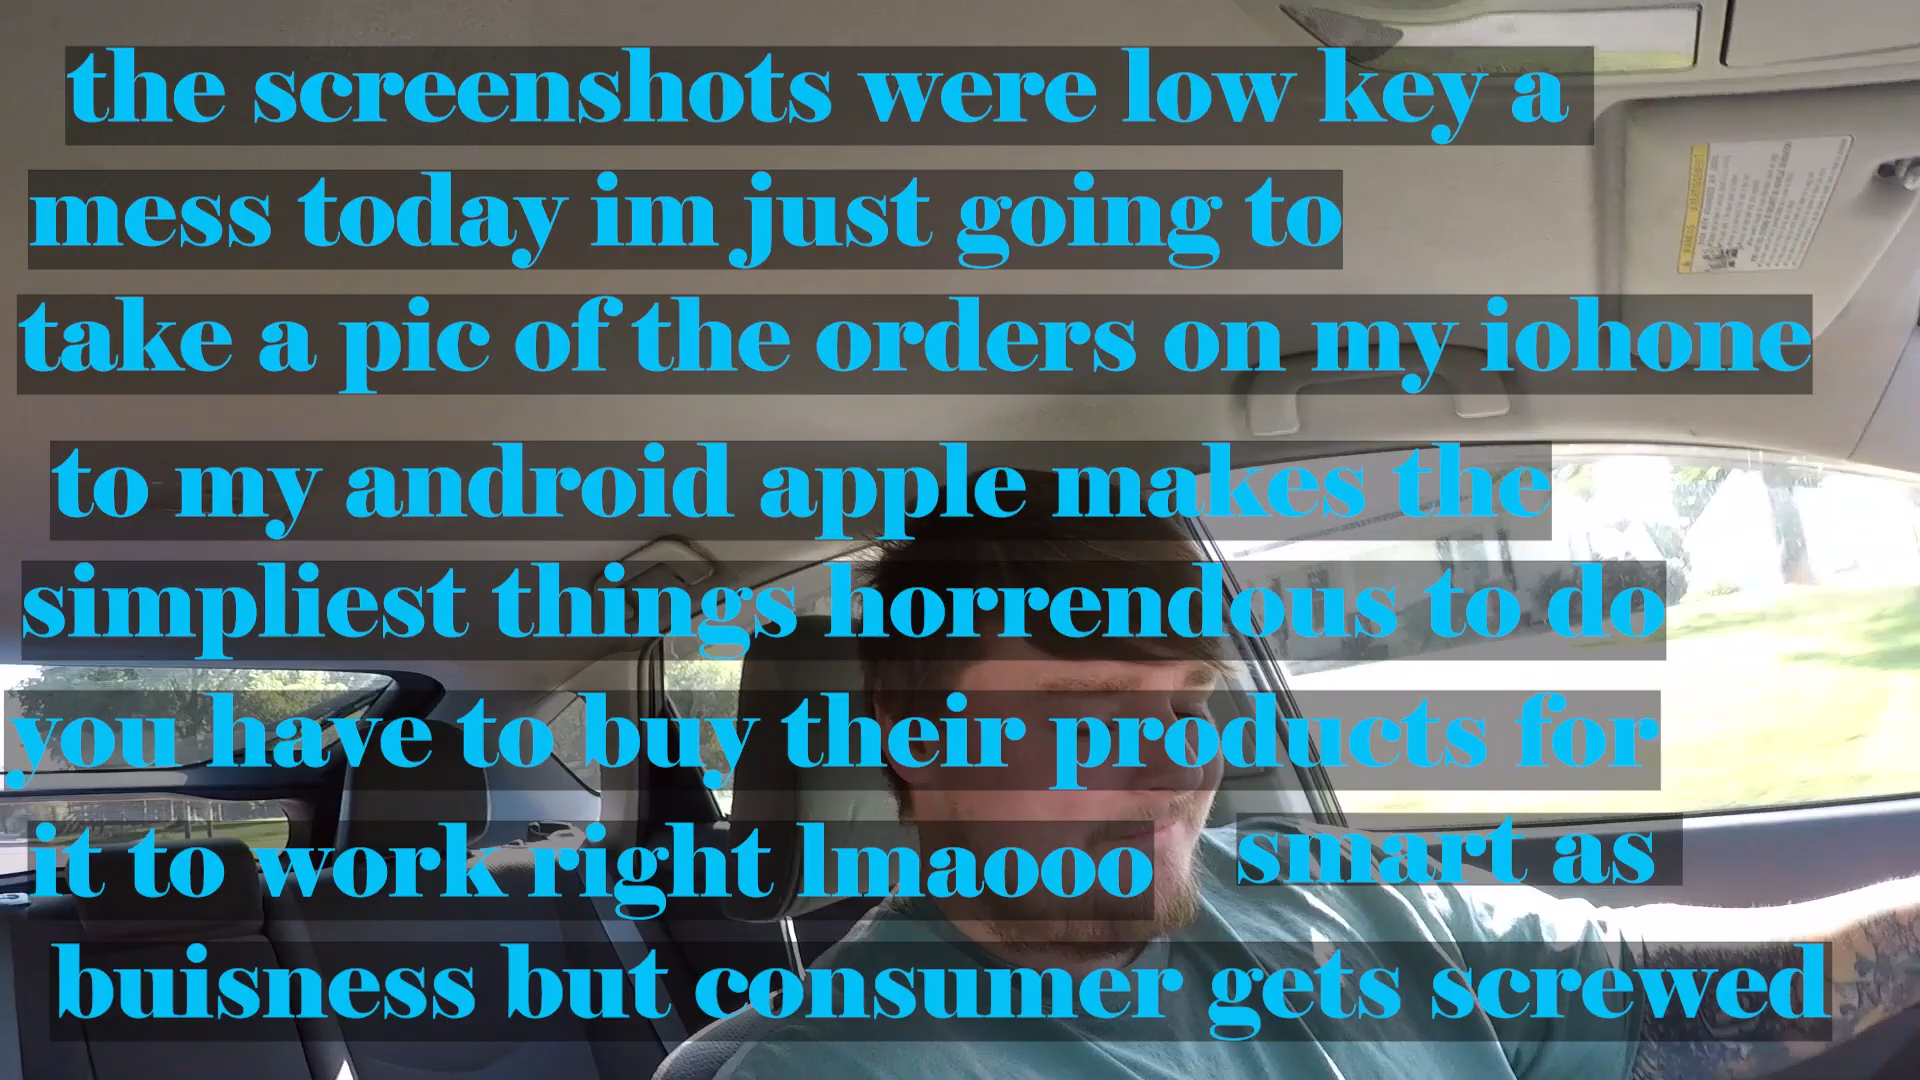 the screenshots were low key a
mess today im just going to
take a pic of the orders on my iohone
to my android apple makes the
simpliest things horrendous to do
you have to buy their products for
it to work right lmaooo smart as
buisness but consumer gets screwed